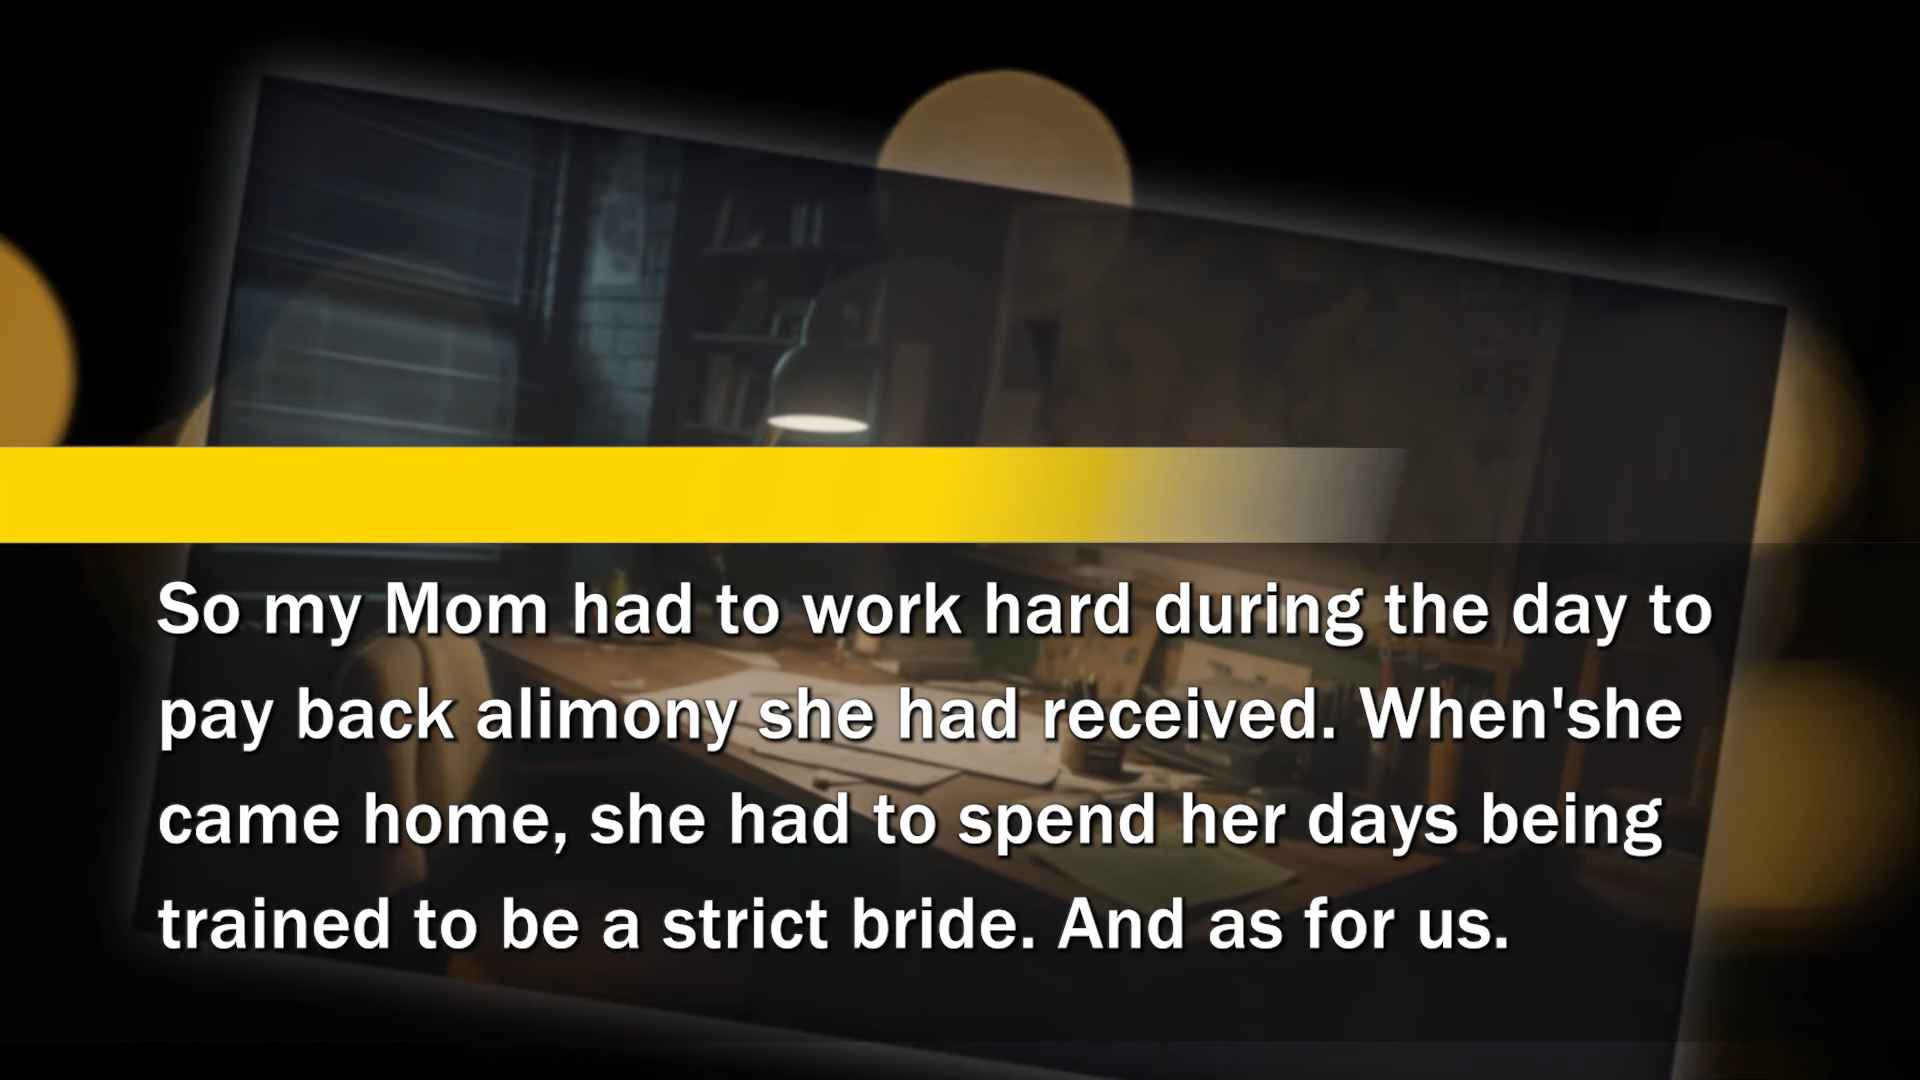 So my Mom had to work hard during the day to
pay back alimony she had received. When'she
came home, she had to spend her days being
trained to be a strict bride. And as for us.